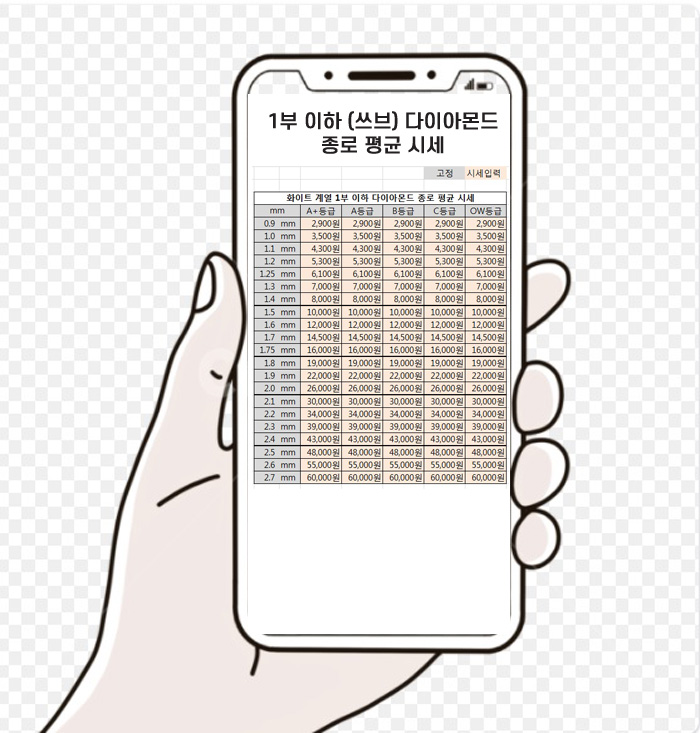 1부 이하 (쓰브) 다이아몬드
종로 평균 시세
고정 시세입력
화이트 계열 1부 이하 다이아몬드 종로 평균 시세
mm A+등급 A등급 B등급 C등급 OW등급
0.9 mm 2,900원 2,900원 2,900원 2,900원 2,900원
1.0 mm 3,500원 3,500원 3,500원 3,500원 3,500원
1.1 mm 4,300원 4,300원 4,300원 4,300원 4,300원
1.2 mm 5,300원 5,300원 5,300원 5,300원 5,300원
1.25 mm 6,100원 6,100원 6,100원 6,100원 6,100원
1.3 mm 7,000원 7,000원 7,000원 7,000원 7,000원
1.4 mm 8,000원 8,000원 8,000원 8,000원 8,000원
1.5 mm 10,000원 10,000원 10,000원 10,000원 10,000원
1.6 mm 12,000원 12,000원 12,000원 12,000원 12,000원
1.7 mm 14,500원 14,500원 14,500원 14,500원 14,500원
1.75 mm 16,000원 16,000원 16,000원 16,000원 16,000원
1.8 mm 19,000원 19,000원 19,000원 19,000원 19,000원
1.9 mm 22,000원 22,000원 22,000원 22,000원 22,000원
2.0 mm 26,000원 26,000원 26,000원 26,000원 26,000원
2.1 mm 30,000원 30,000원 30,000원 30,000원 30,000원
2.2 mm 34,000원 34,000원 34,000원 34,000원 34,000원
2.3 mm 39,000원 39,000원 39,000원 39,000원 39,000원
2.4 mm 43,000원 43,000원 43,000원 43,000원 43,000원
2.5 mm 48,000원 48,000원 48,000원 48,000원 48,000원
2.6 mm 55,000원 55,000원 55,000원 55,000원 55,000원
2.7 mm 60,000원 60,000원 60,000원 60,000원 60,000원